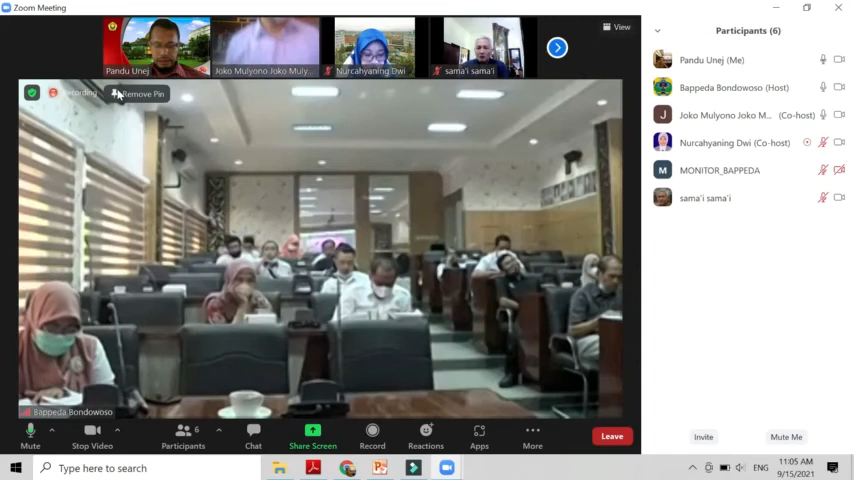 Zoom Meeting
View
Pandu Unej
Joko Mulyono Joko Muly...
Nurcahyaning Dwi
sama'i sama'i
Recording
Remove Pin
Bappeda Bondowoso
Participants (6)
Pandu Unej (Me)
Bappeda Bondowoso (Host)
Joko Mulyono Joko M... (Co-host)
J
Nurcahyaning Dwi (Co-host)
M
MONITOR_BAPPEDA
sama'i sama'i
Mute
Stop Video
6
Participants
Chat
Share Screen
Record
Reactions
Apps
More
Leave
Invite
Mute Me
Type here to search
ENG
11:05 AM
9/15/2021